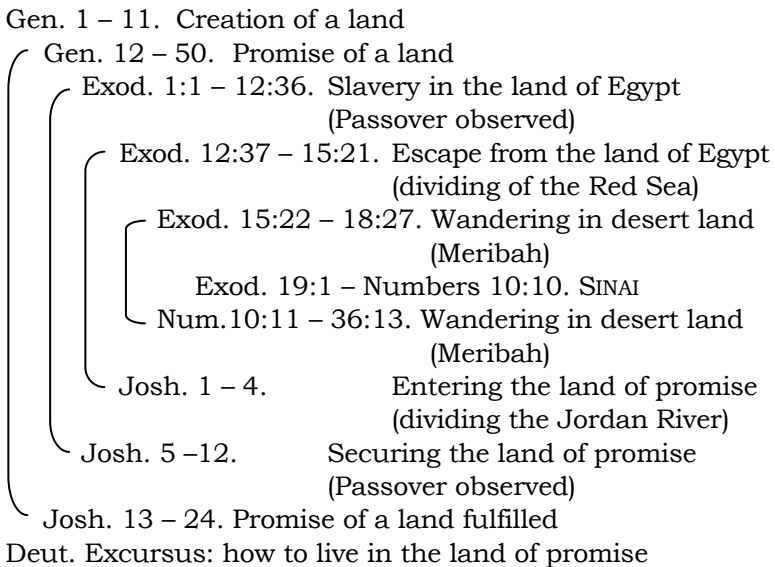 Gen. 1 – 11. Creation of a land
Gen. 12 – 50. Promise of a land
Exod. 1:1 – 12:36. Slavery in the land of Egypt
(Passover observed)
Exod. 12:37 – 15:21. Escape from the land of Egypt
(dividing of the Red Sea)
Exod. 15:22 – 18:27. Wandering in desert land
(Meribah)
Exod. 19:1 – Numbers 10:10. SINAI
Num.10:11 – 36:13. Wandering in desert land
(Meribah)
Josh. 1 – 4. Entering the land of promise
(dividing the Jordan River)
Josh. 5 –12. Securing the land of promise
(Passover observed)
Josh. 13 – 24. Promise of a land fulfilled
Deut. Excursus: how to live in the land of promise